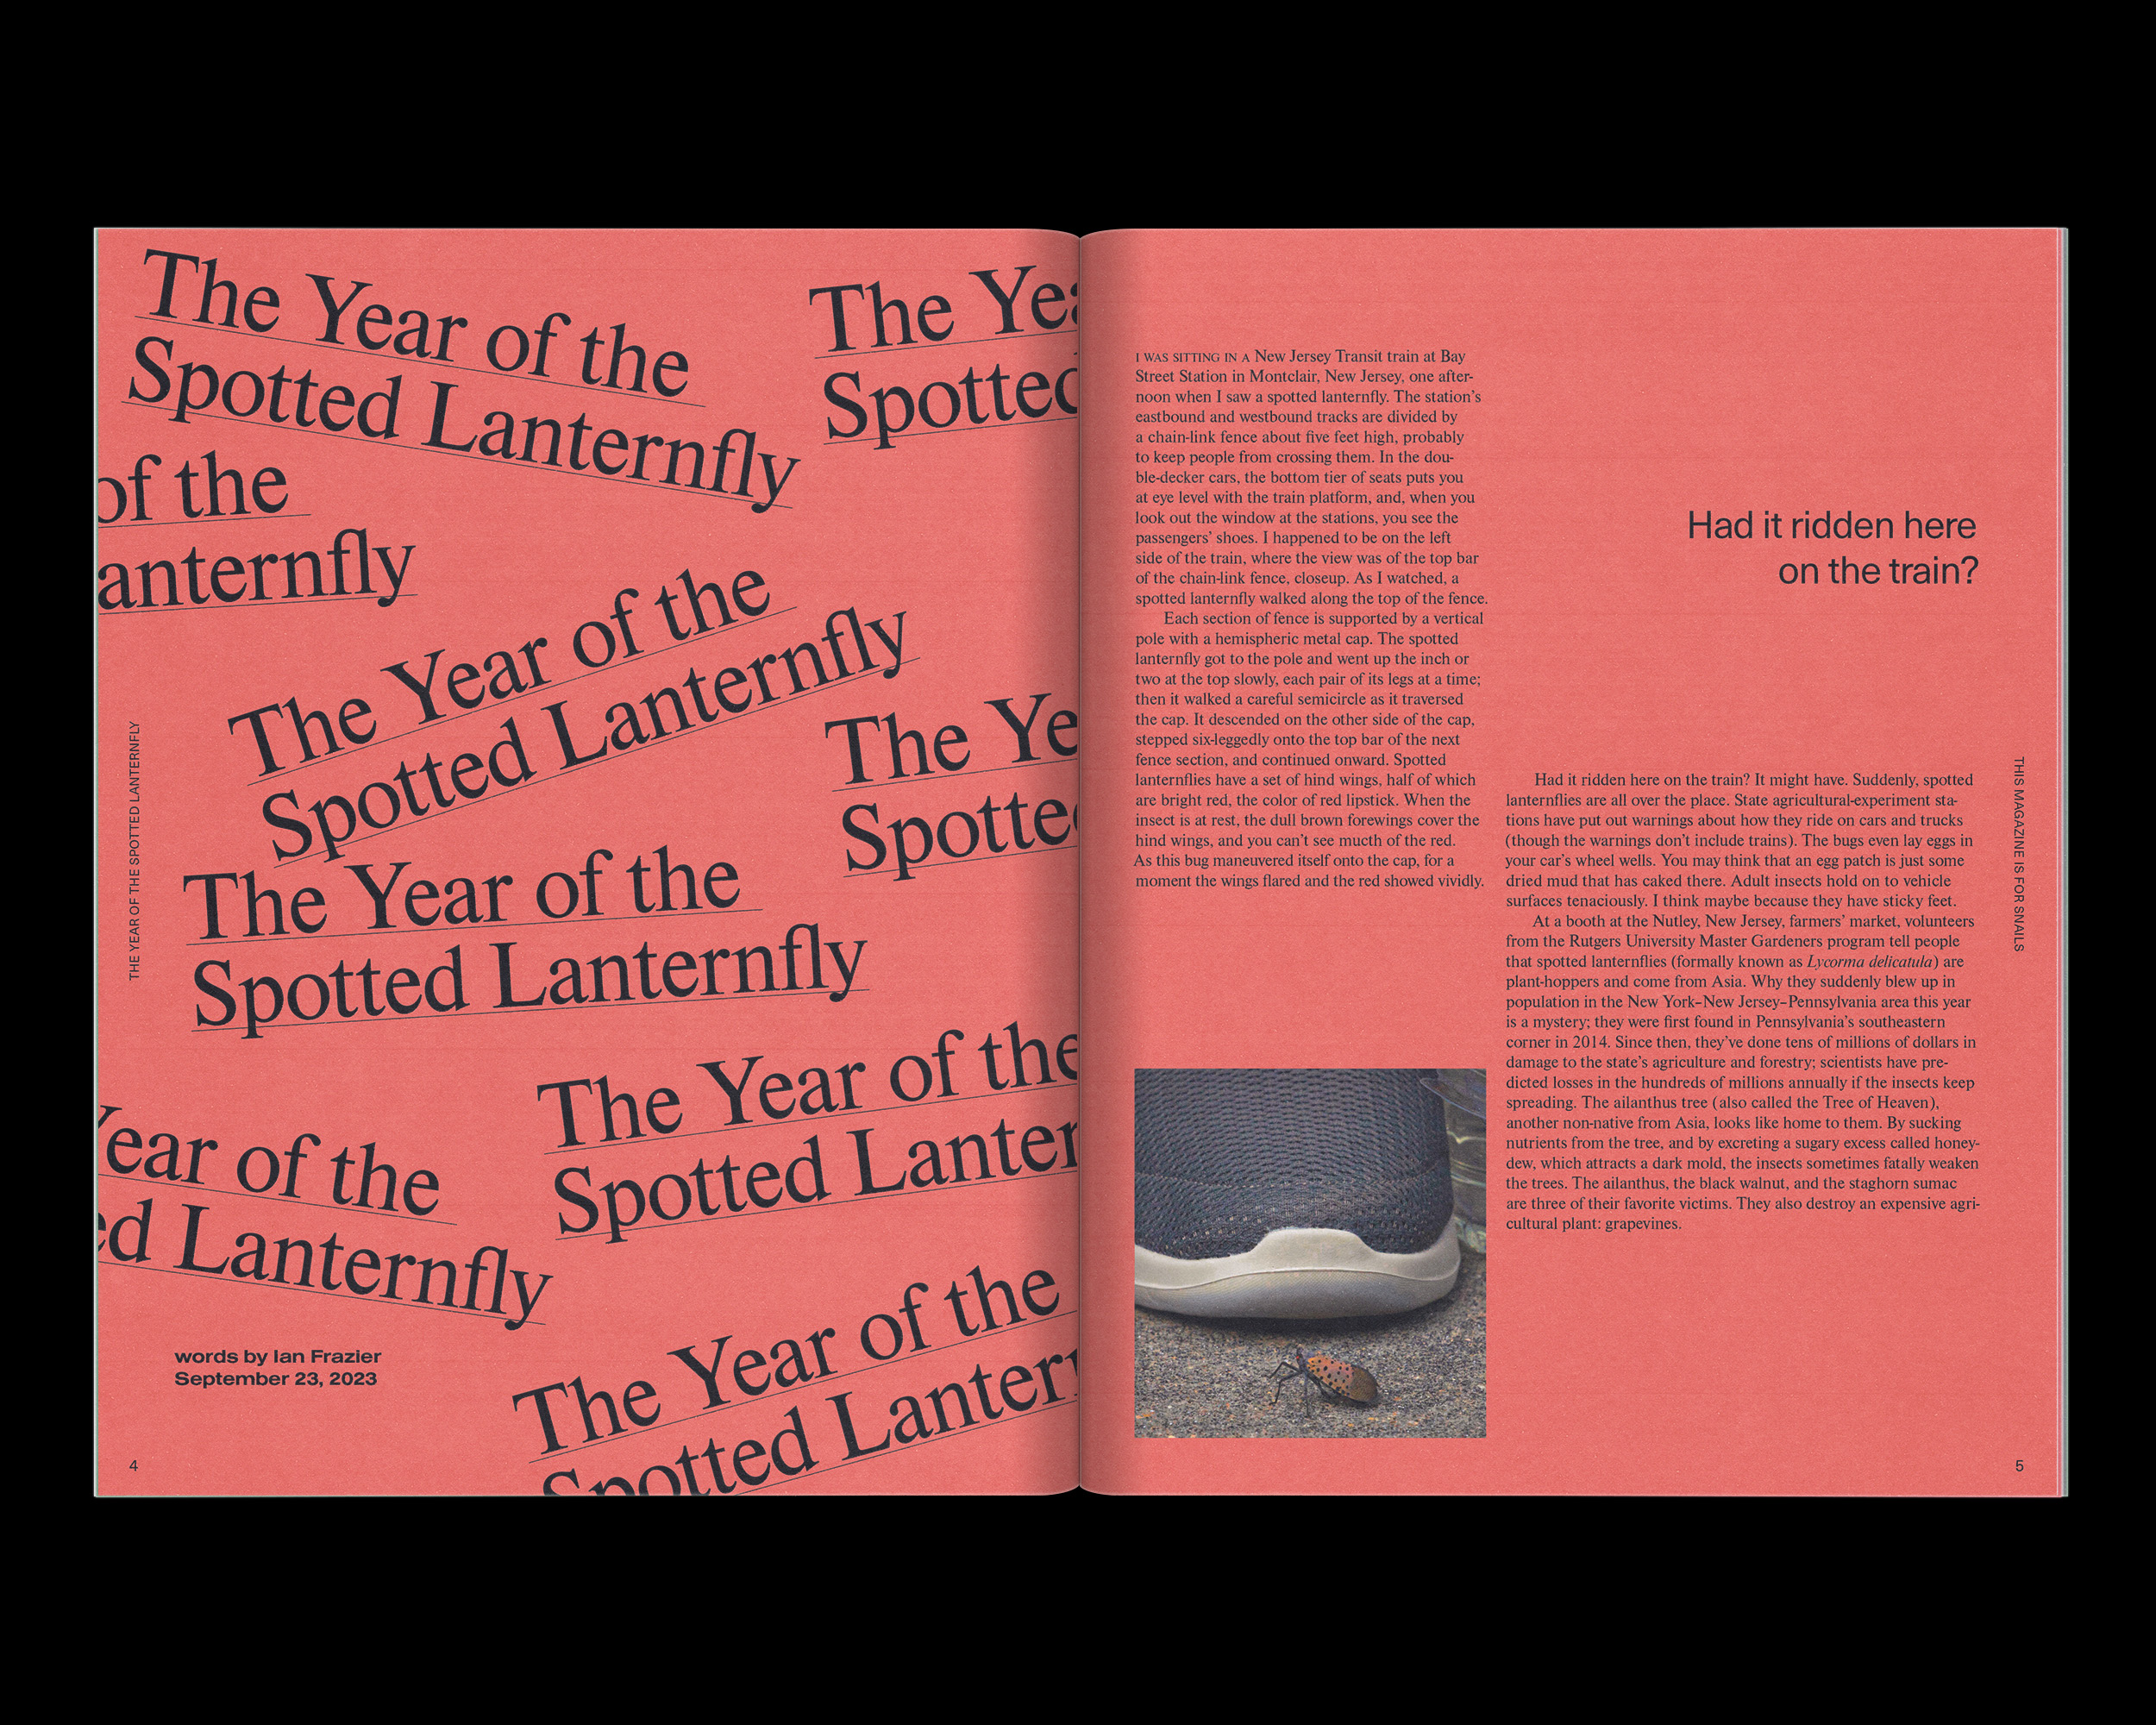 The Year of the
Spotted Lanternfly
The Yea
Spotted
of the
anternfly
The Year of the
Spotted Lanternfly
The Ye
Spotte
THE YEAR OF THE SPOTTED LANTERNFLY
The Year of the
Spotted Lanternfly
The Year of the
Spotted Lanter
Year of the
ed Lanternfly
The Year of the
Spotted Lantern
words by Ian Frazier
September 23, 2023
4
I WAS SITTING IN A New Jersey Transit train at Bay
Street Station in Montclair, New Jersey, one after-
noon when I saw a spotted lanternfly. The station's
eastbound and westbound tracks are divided by
a chain-link fence about five feet high, probably
to keep people from crossing them. In the dou-
ble-decker cars, the bottom tier of seats puts you
at eye level with the train platform, and, when you
look out the window at the stations, you see the
passengers' shoes. I happened to be on the left
side of the train, where the view was of the top bar
of the chain-link fence, closeup. As I watched, a
spotted lanternfly walked along the top of the fence.
Each section of fence is supported by a vertical
pole with a hemispheric metal cap. The spotted
lanternfly got to the pole and went up the inch or
two at the top slowly, each pair of its legs at a time;
then it walked a careful semicircle as it traversed
the cap. It descended on the other side of the cap,
stepped six-leggedly onto the top bar of the next
fence section, and continued onward. Spotted
lanternflies have a set of hind wings, half of which
are bright red, the color of red lipstick. When the
insect is at rest, the dull brown forewings cover the
hind wings, and you can't see mucth of the red.
As this bug maneuvered itself onto the cap, for a
moment the wings flared and the red showed vividly.
Had it ridden here
on the train?
Had it ridden here on the train? It might have. Suddenly, spotted
lanternflies are all over the place. State agricultural-experiment sta-
tions have put out warnings about how they ride on cars and trucks
(though the warnings don't include trains). The bugs even lay eggs in
your car's wheel wells. You may think that an egg patch is just some
dried mud that has caked there. Adult insects hold on to vehicle
surfaces tenaciously. I think maybe because they have sticky feet.
At a booth at the Nutley, New Jersey, farmers' market, volunteers
from the Rutgers University Master Gardeners program tell people
that spotted lanternflies (formally known as Lycorma delicatula) are
plant-hoppers and come from Asia. Why they suddenly blew up in
population in the New York–New Jersey–Pennsylvania area this year
is a mystery; they were first found in Pennsylvania's southeastern
corner in 2014. Since then, they've done tens of millions of dollars in
damage to the state's agriculture and forestry; scientists have pre-
dicted losses in the hundreds of millions annually if the insects keep
spreading. The ailanthus tree (also called the Tree of Heaven),
another non-native from Asia, looks like home to them. By sucking
nutrients from the tree, and by excreting a sugary excess called honey-
dew, which attracts a dark mold, the insects sometimes fatally weaken
the trees. The ailanthus, the black walnut, and the staghorn sumac
are three of their favorite victims. They also destroy an expensive agri-
cultural plant: grapevines.
THIS MAGAZINE IS FOR SNAILS
5